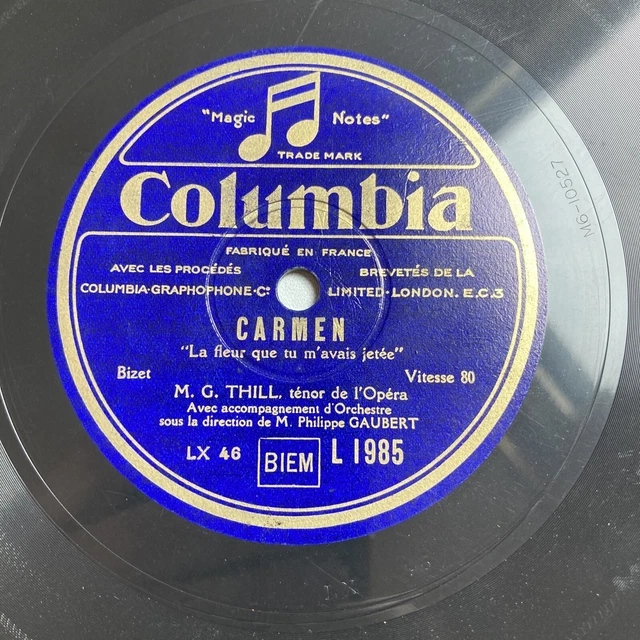 "Magic Notes"
TRADE MARK
Columbia
FABRIQUÉ EN FRANCE
AVEC LES PROCÉDÉS BREVETÉS DE LA
COLUMBIA·GRAPHOPHONE·Co: LIMITED·LONDON. E.C.3
CARMEN
"La fleur que tu m'avais jetée"
Bizet Vitesse 80
M. G. THILL, ténor de l'Opéra
Avec accompagnement d'Orchestre
sous la direction de M. Philippe GAUBERT
LX 46 BIEM L 1985
M6-10527